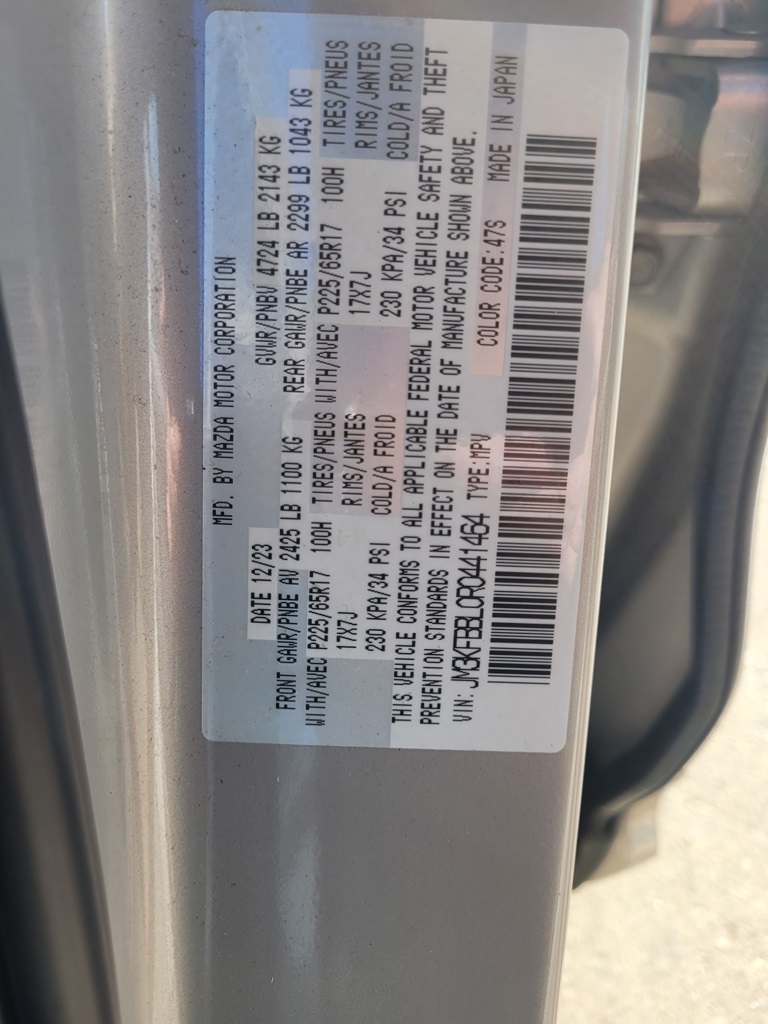 MFD. BY MAZDA MOTOR CORPORATION
DATE 12/23 GVWR/PNBV 4724 LB 2143 KG
FRONT GAWR/PNBE AV 2425 LB 1100 KG REAR GAWR/PNBE AR 2299 LB 1043 KG
WITH/AVEC P225/65R17 100H TIRES/PNEUS WITH/AVEC P225/65R17 100H TIRES/PNEUS
17X7J RIMS/JANTES 17X7J RIMS/JANTES
230 KPA/34 PSI COLD/A FROID 230 KPA/34 PSI COLD/A FROID
THIS VEHICLE CONFORMS TO ALL APPLICABLE FEDERAL MOTOR VEHICLE SAFETY AND THEFT
PREVENTION STANDARDS IN EFFECT ON THE DATE OF MANUFACTURE SHOWN ABOVE.
VIN: JM3KFBBL0R0441464 TYPE:MPV COLOR CODE:47S MADE IN JAPAN